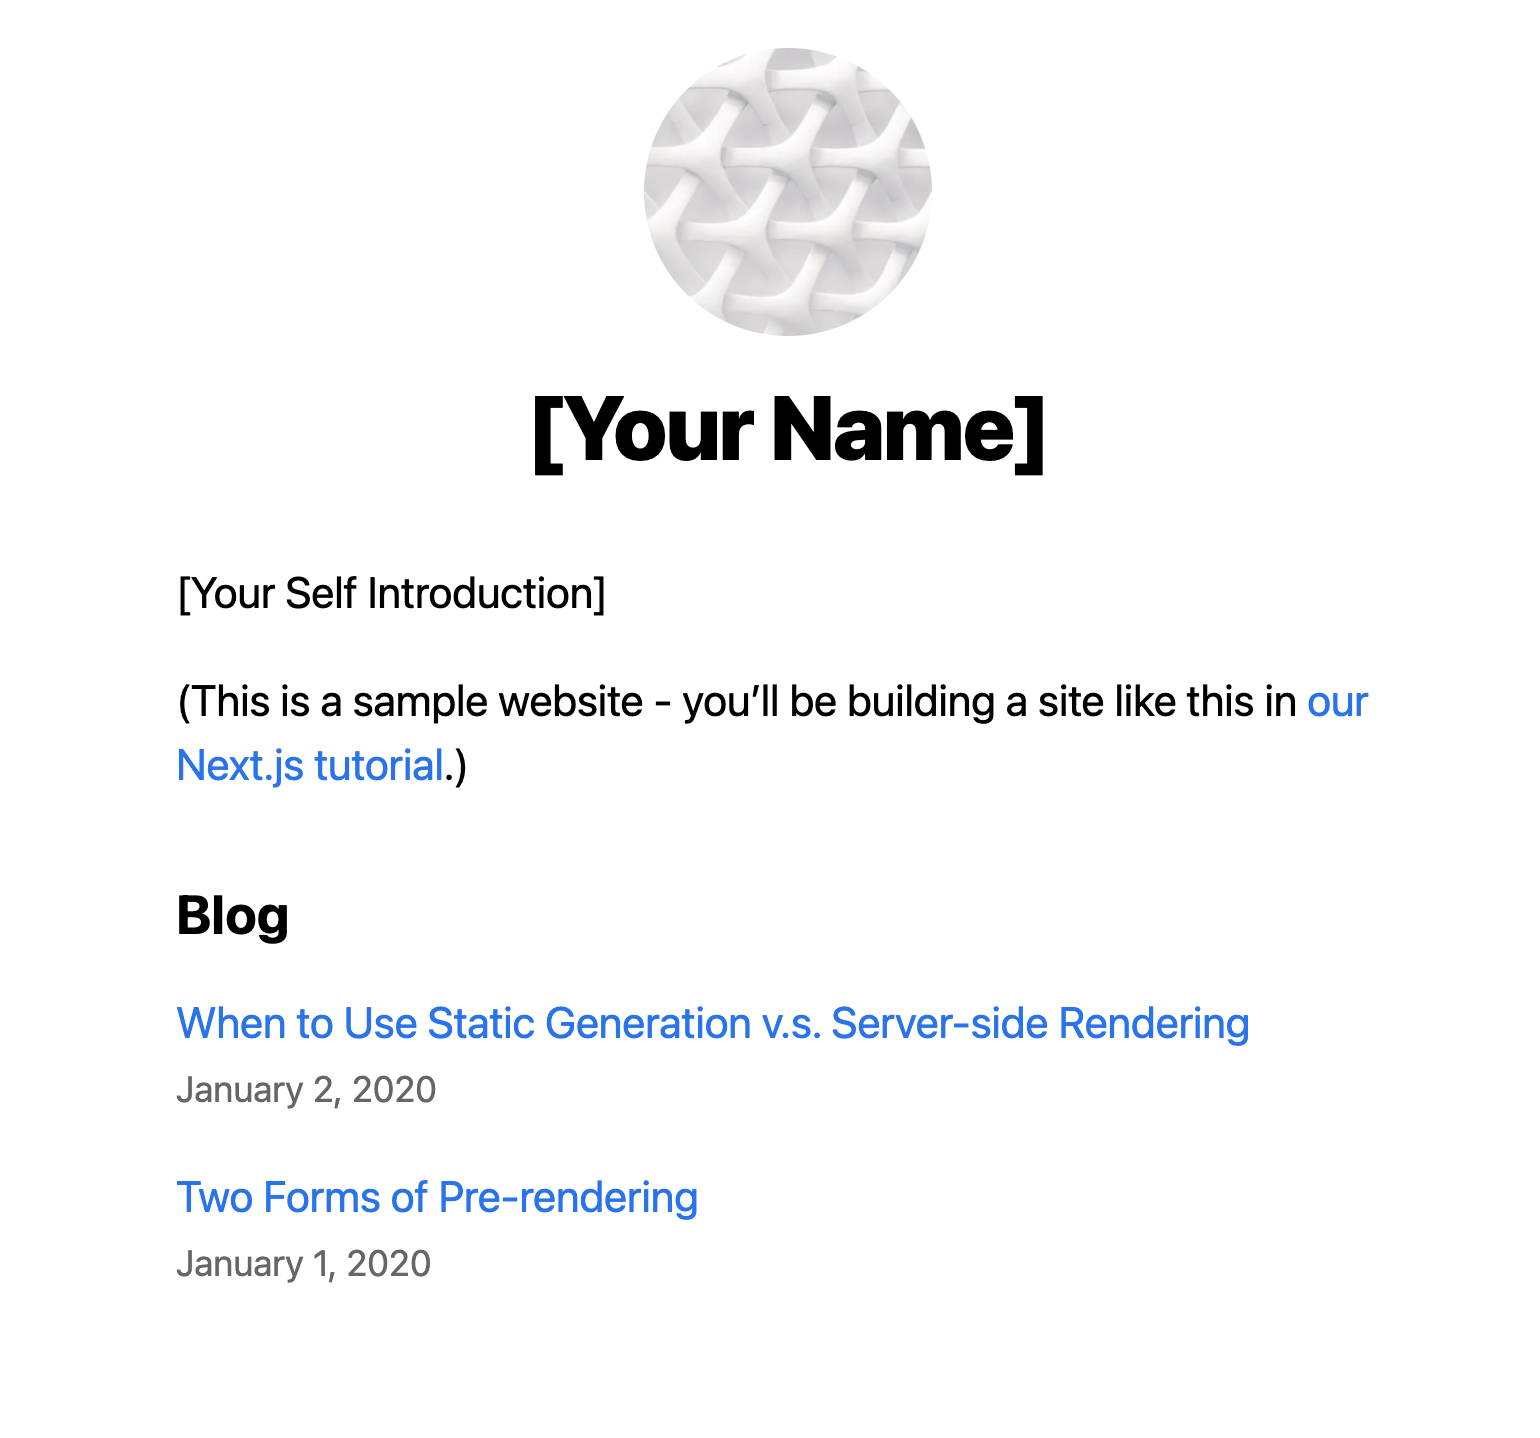 [Your Name]
[Your Self Introduction]
(This is a sample website - you’ll be building a site like this in our
Next.js tutorial.)
Blog
When to Use Static Generation v.s. Server-side Rendering
January 2, 2020
Two Forms of Pre-rendering
January 1, 2020